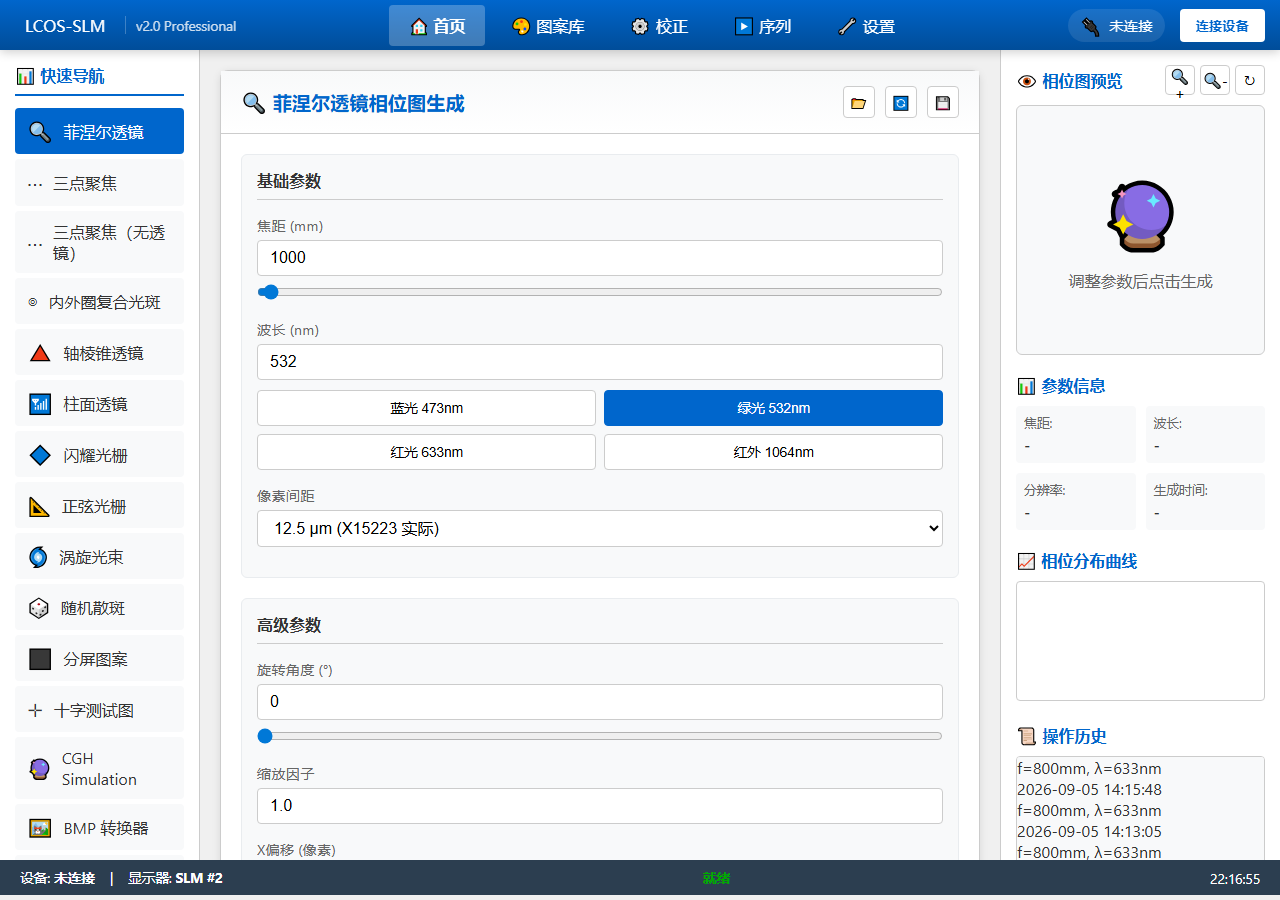 LCOS-SLM
v2.0 Professional
首页
图案库
校正
序列
设置
未连接
连接设备
快速导航
菲涅尔透镜
三点聚焦
三点聚焦（无透
镜）
内外圈复合光斑
轴棱锥透镜
柱面透镜
闪耀光栅
正弦光栅
涡旋光束
随机散斑
分屏图案
十字测试图
CGH
Simulation
BMP 转换器
菲涅尔透镜相位图生成
基础参数
焦距 (mm)
1000
波长 (nm)
532
蓝光 473nm
绿光 532nm
红光 633nm
红外 1064nm
像素间距
12.5 μm (X15223 实际)
高级参数
旋转角度 (°)
0
缩放因子
1.0
X偏移 (像素)
相位图预览
+
-
↻
调整参数后点击生成
参数信息
焦距:
-
波长:
-
分辨率:
-
生成时间:
-
相位分布曲线
操作历史
f=800mm, λ=633nm
2026-09-05 14:15:48
f=800mm, λ=633nm
2026-09-05 14:13:05
f=800mm, λ=633nm
设备: 未连接 | 显示器: SLM #2
就绪
22:16:55